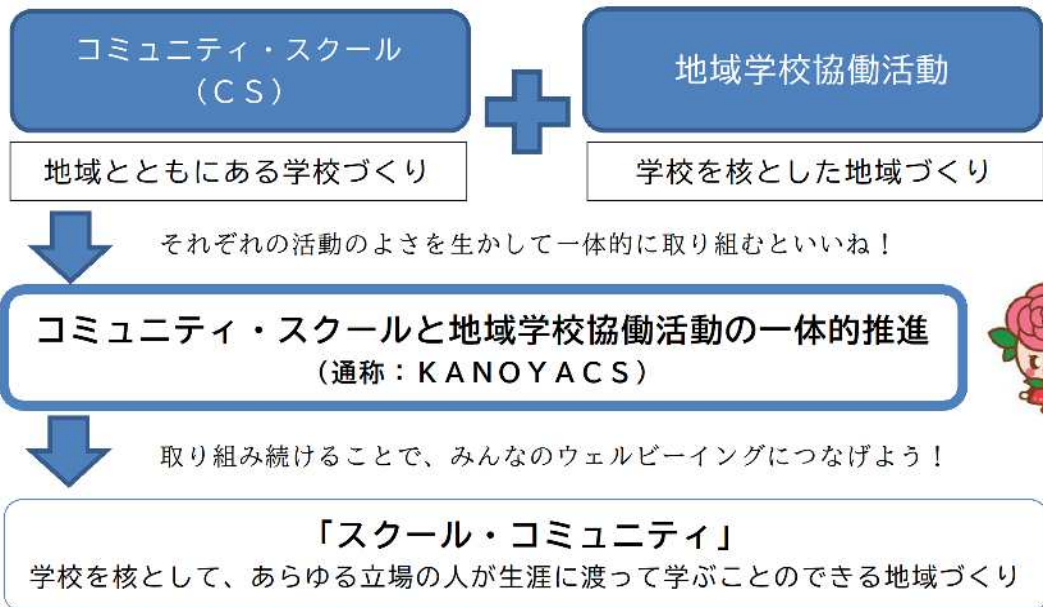 コミュニティ・スクール
（ＣＳ）
地域学校協働活動
地域とともにある学校づくり
学校を核とした地域づくり
それぞれの活動のよさを生かして一体的に取り組むといいね！
コミュニティ・スクールと地域学校協働活動の一体的推進
（通称：ＫＡＮＯＹＡＣＳ）
取り組み続けることで、みんなのウェルビーイングにつなげよう！
「スクール・コミュニティ」
学校を核として、あらゆる立場の人が生涯に渡って学ぶことのできる地域づくり